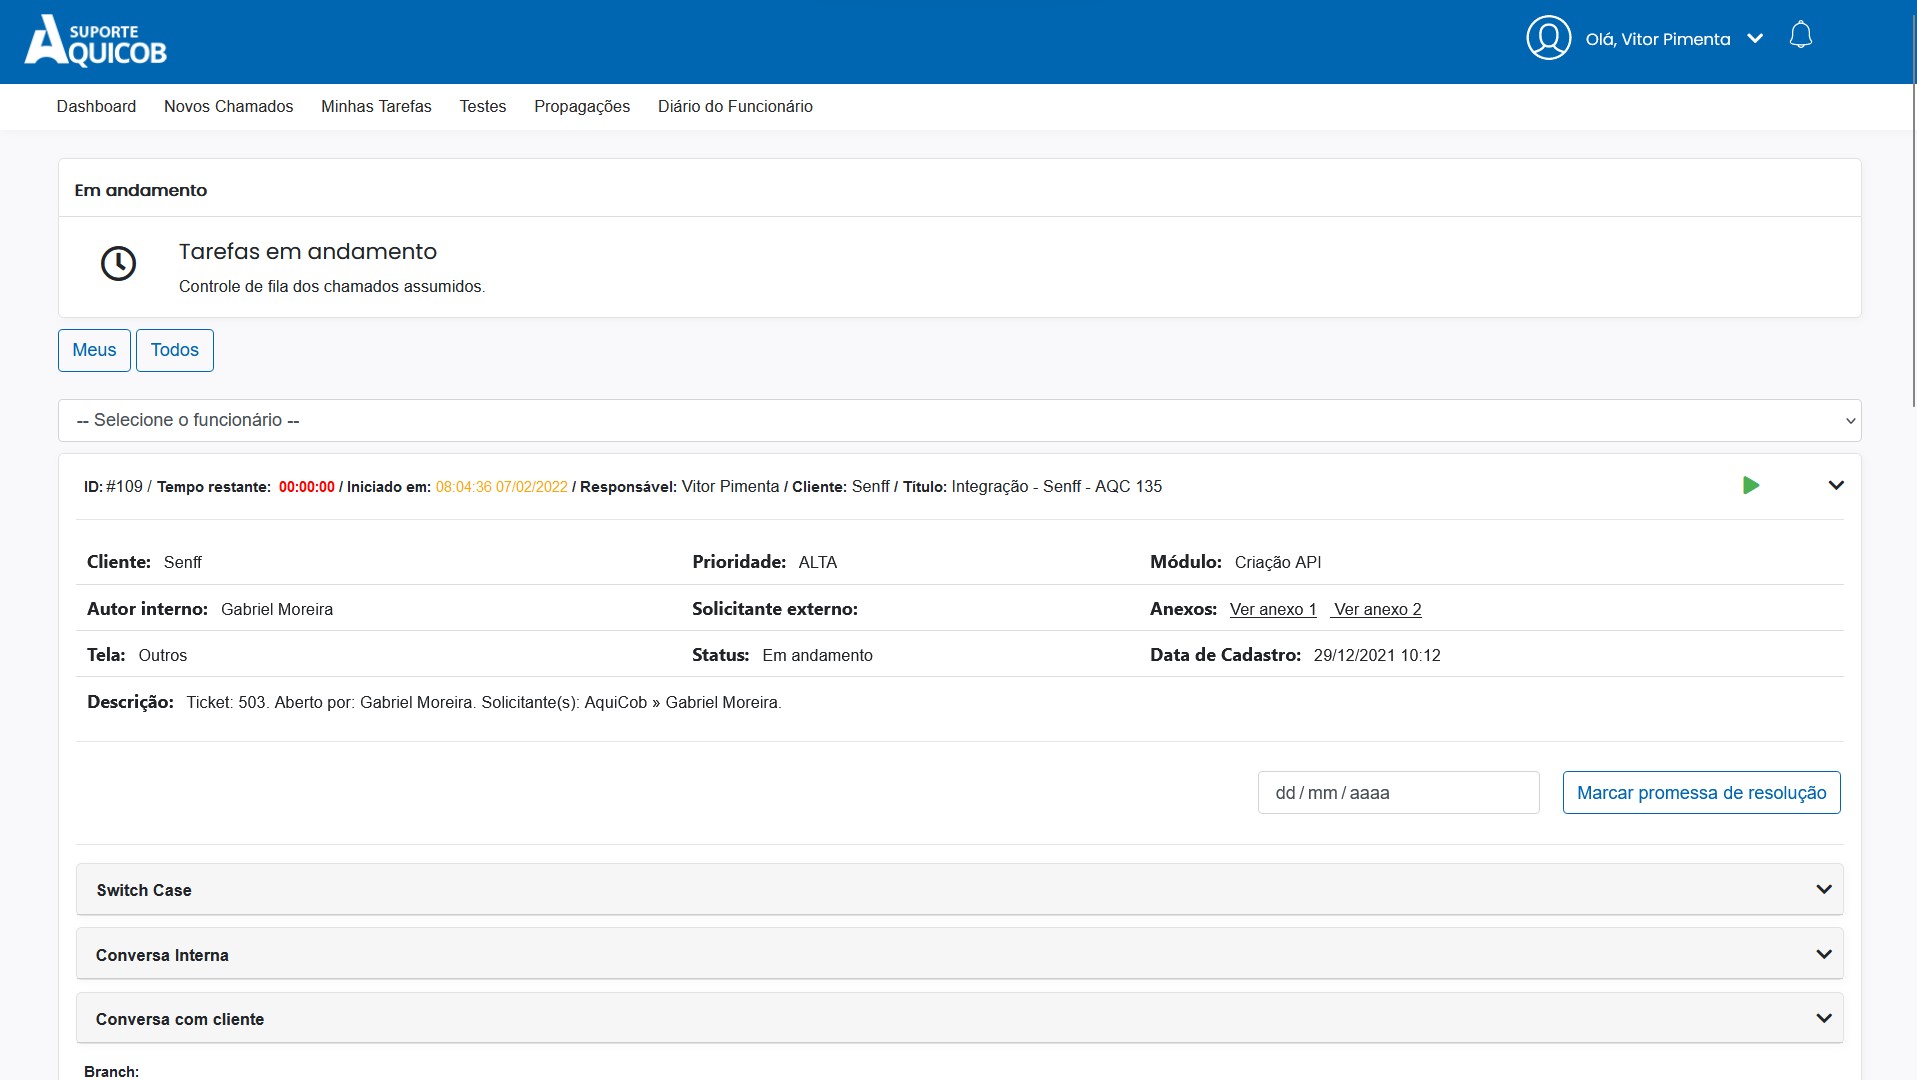 SUPORTE
AQUICOB
Olá, Vitor Pimenta
Dashboard Novos Chamados Minhas Tarefas Testes Propagações Diário do Funcionário
Em andamento
Tarefas em andamento
Controle de fila dos chamados assumidos.
Meus Todos
-- Selecione o funcionário --
ID: #109 / Tempo restante: 00:00:00 / Iniciado em: 08:04:36 07/02/2022 / Responsável: Vitor Pimenta / Cliente: Senff / Título: Integração - Senff - AQC 135
Cliente: Senff Prioridade: ALTA Módulo: Criação API
Autor interno: Gabriel Moreira Solicitante externo: Anexos: Ver anexo 1 Ver anexo 2
Tela: Outros Status: Em andamento Data de Cadastro: 29/12/2021 10:12
Descrição: Ticket: 503. Aberto por: Gabriel Moreira. Solicitante(s): AquiCob » Gabriel Moreira.
dd/mm/aaaa Marcar promessa de resolução
Switch Case
Conversa Interna
Conversa com cliente
Branch: